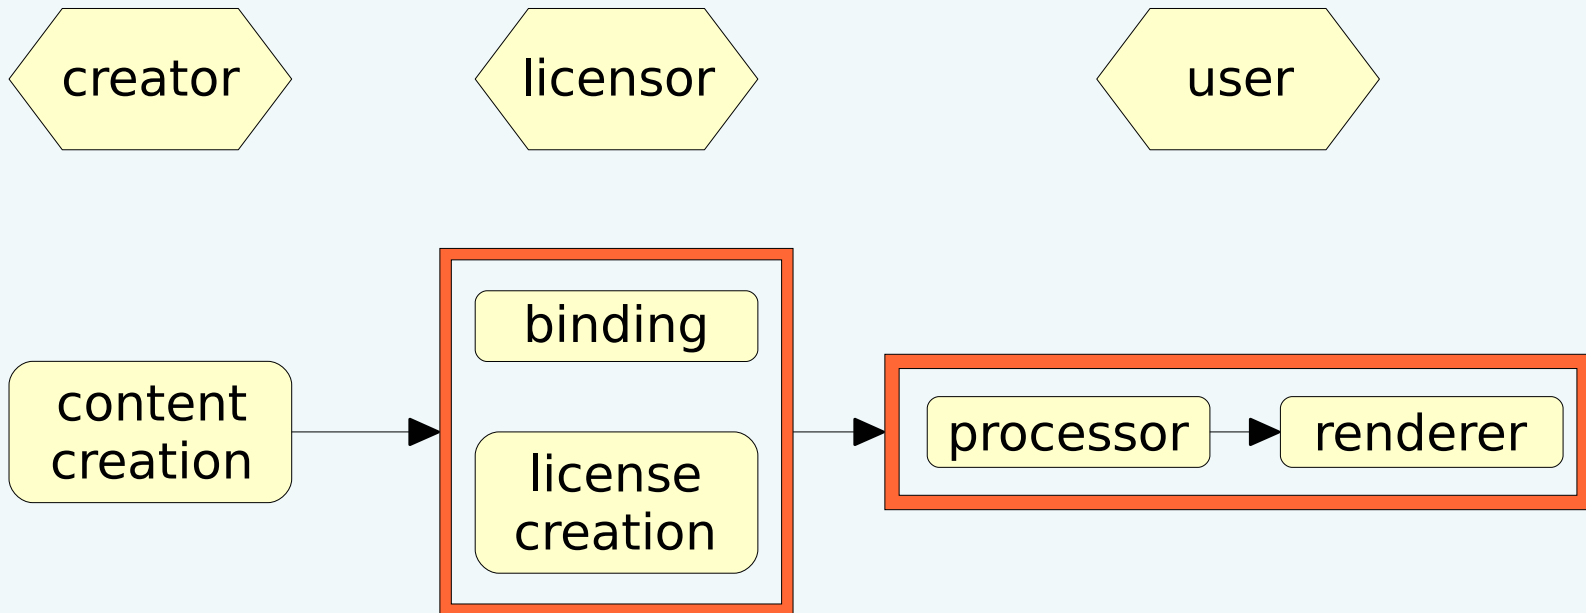 creator
licensor
user
content
creation
binding
license
creation
processor
renderer